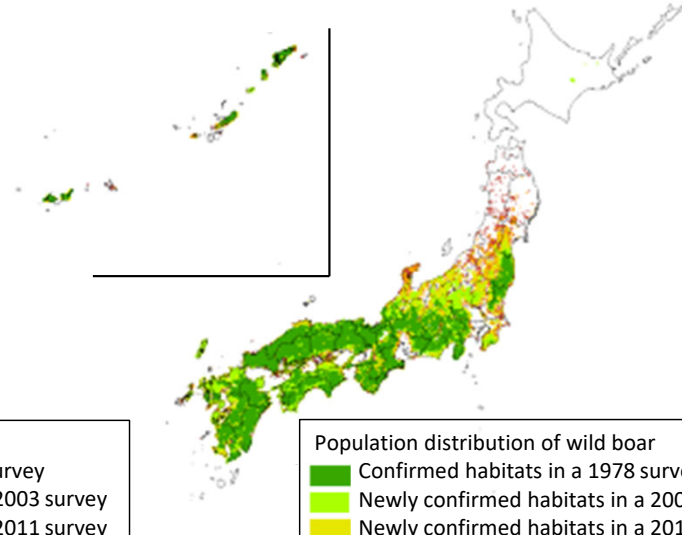 urvey
2003 survey
2011 survey
Population distribution of wild boar
Confirmed habitats in a 1978 surve
Newly confirmed habitats in a 200
Newly confirmed habitats in a 201